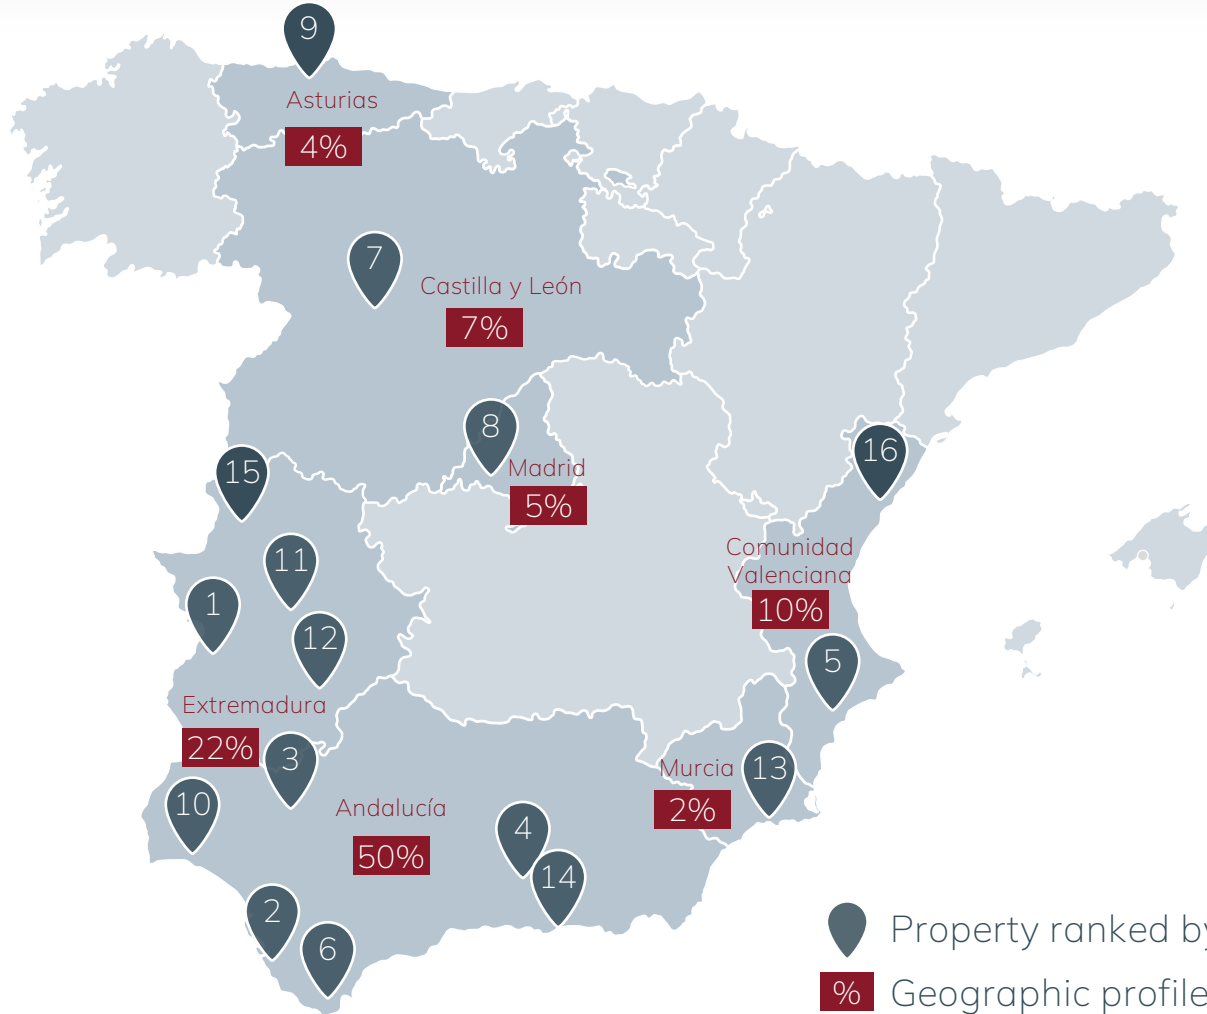 9
Asturias
4%
7
Castilla y León
7%
8
Madrid
5%
15
16
11
1
12
Comunidad
Valenciana
10%
5
Extremadura
22%
3
Murcia
2%
13
10
Andalucía
50%
4
14
2
6
Property ranked by
% Geographic profile